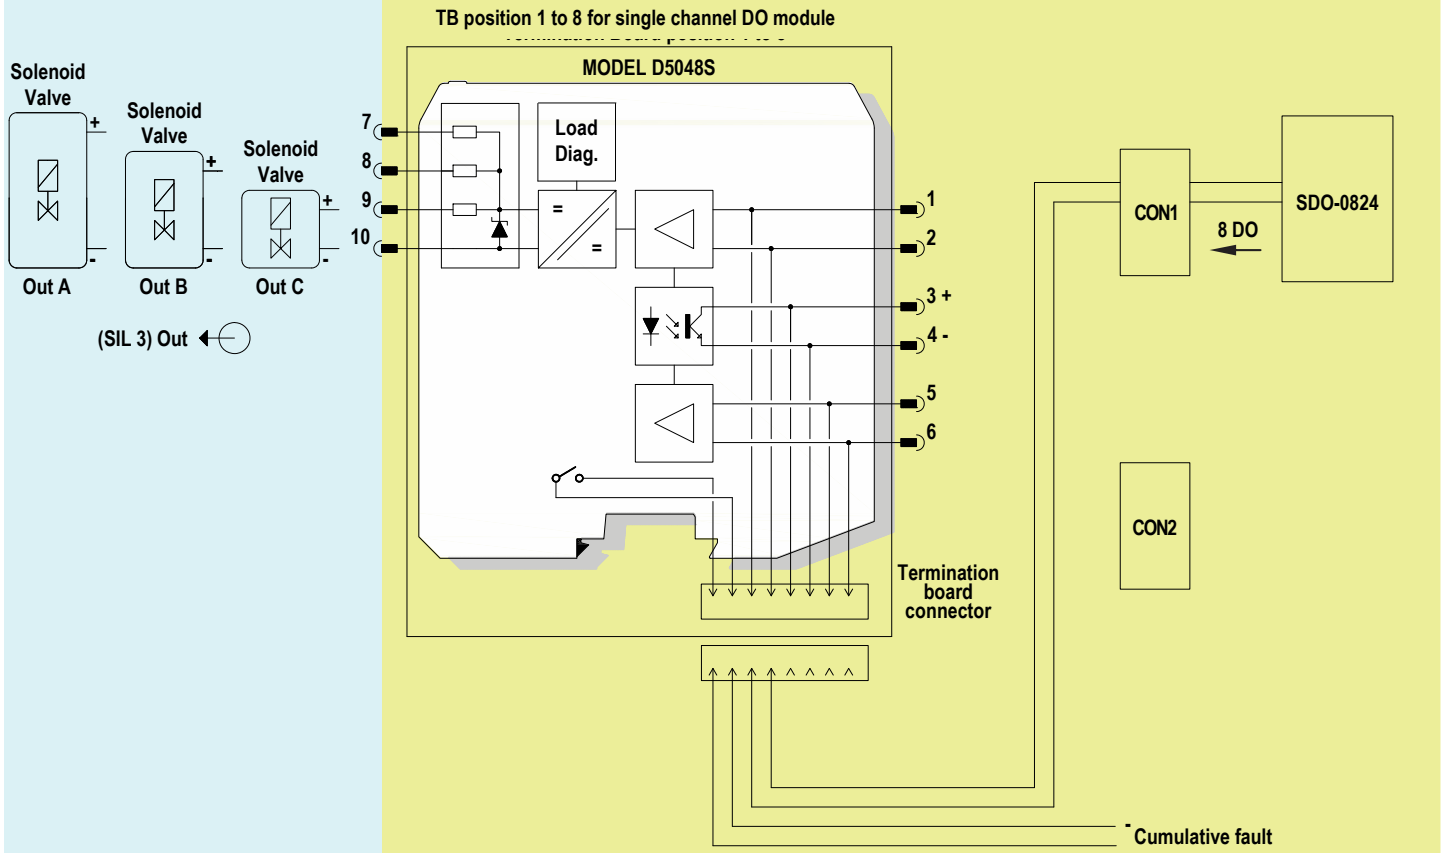 TB position 1 to 8 for single channel DO module
MODEL D5048S
Solenoid
Valve
+
-
Out A
Solenoid
Valve
+
-
Out B
Solenoid
Valve
+
-
Out C
(SIL 3) Out
7
8
9
10
Load
Diag.
=
=
1
2
3 +
4 -
5
6
CON1
8 DO
SDO-0824
CON2
Termination
board
connector
-
Cumulative fault